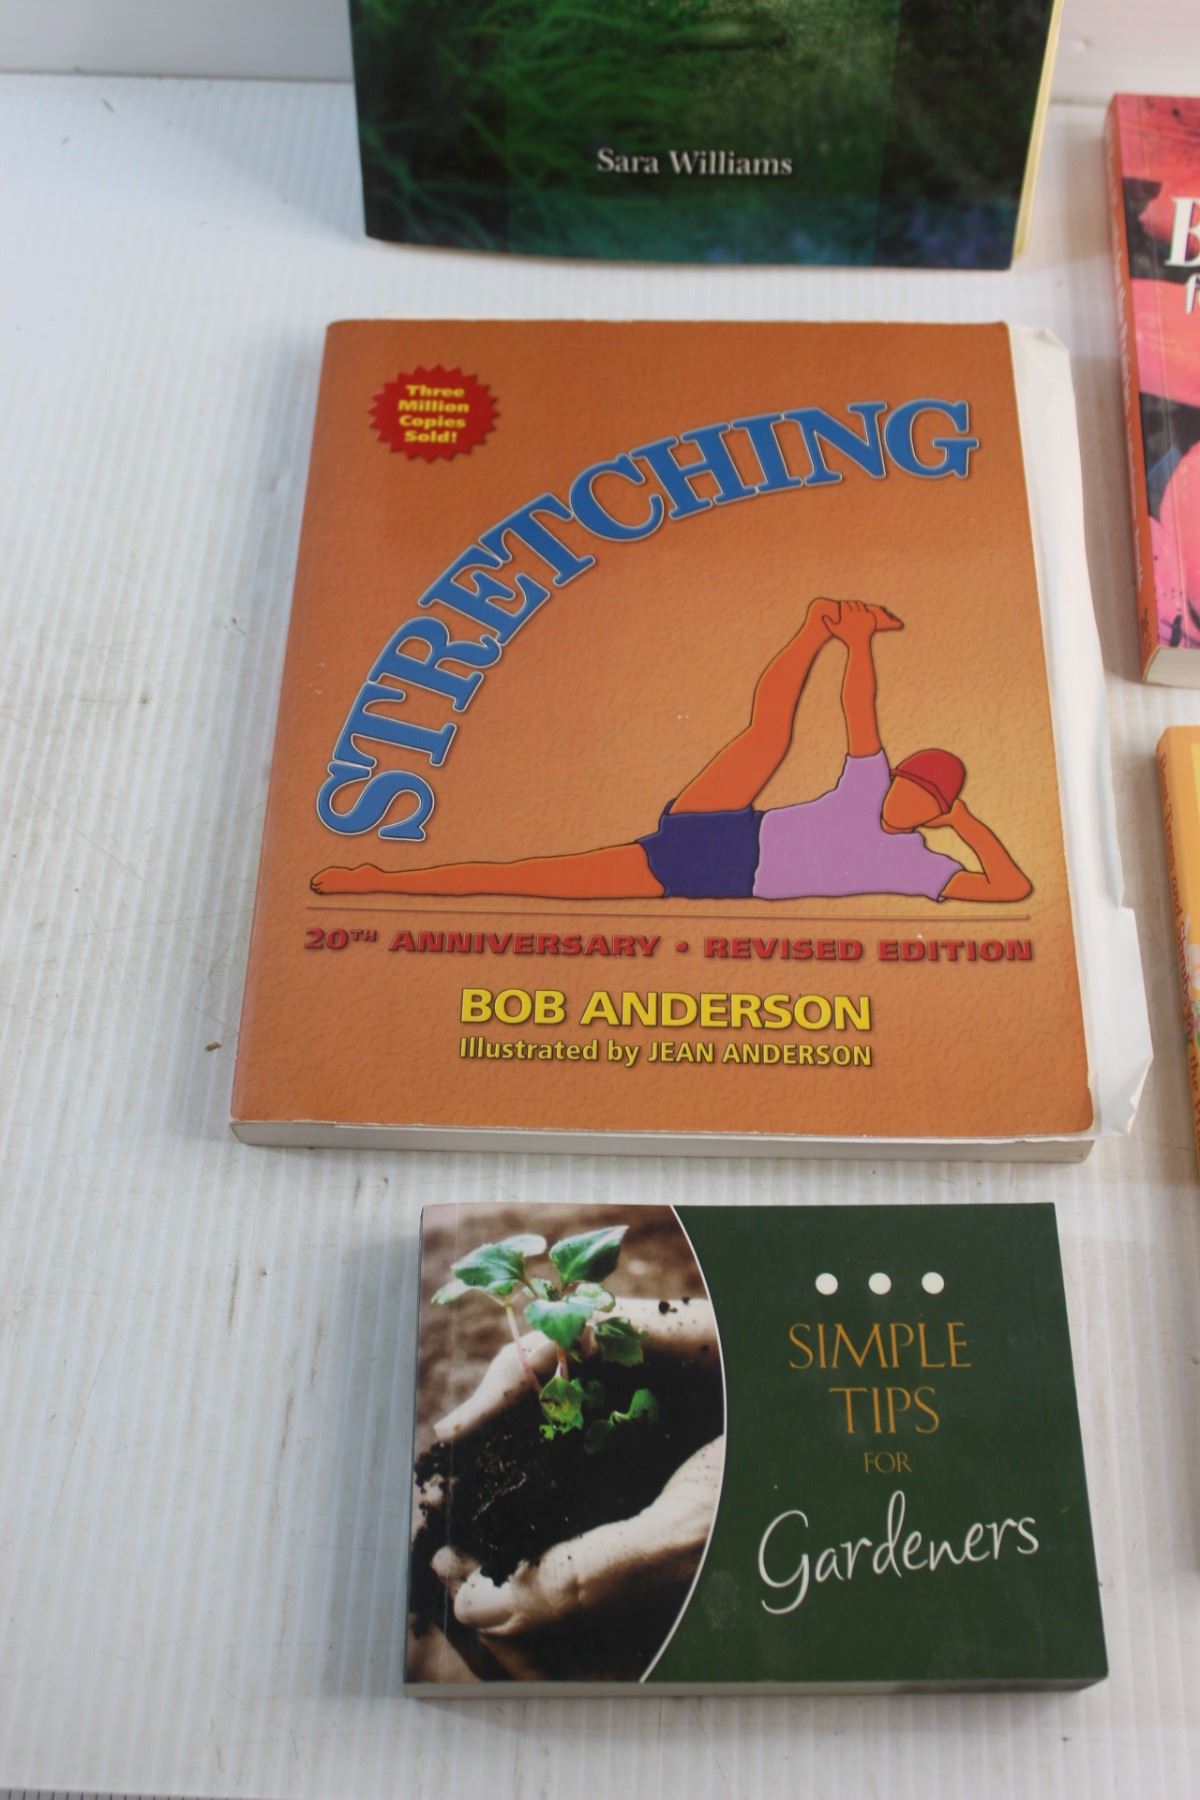 Sara Williams
Three
Million
Copies
Sold!
STRETCHING
20TH ANNIVERSARY • REVISED EDITION
BOB ANDERSON
Illustrated by JEAN ANDERSON
SIMPLE
TIPS
FOR
Gardeners